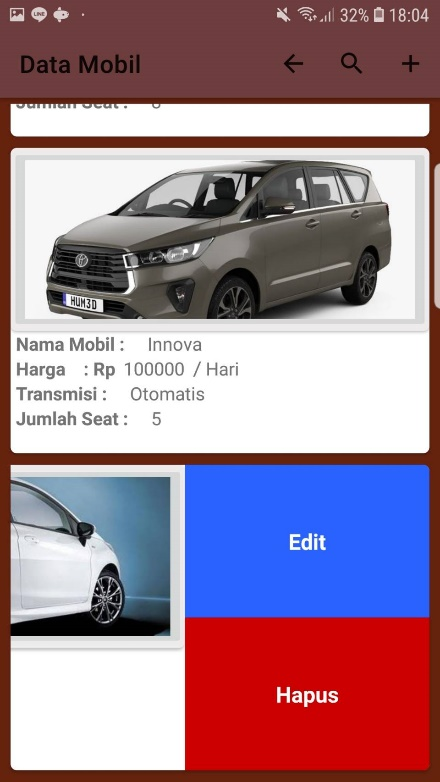 32% 18:04
Data Mobil
Jumlah Seat :
HUM3D
Nama Mobil : Innova
Harga : Rp 100000 / Hari
Transmisi : Otomatis
Jumlah Seat : 5
Edit
Hapus